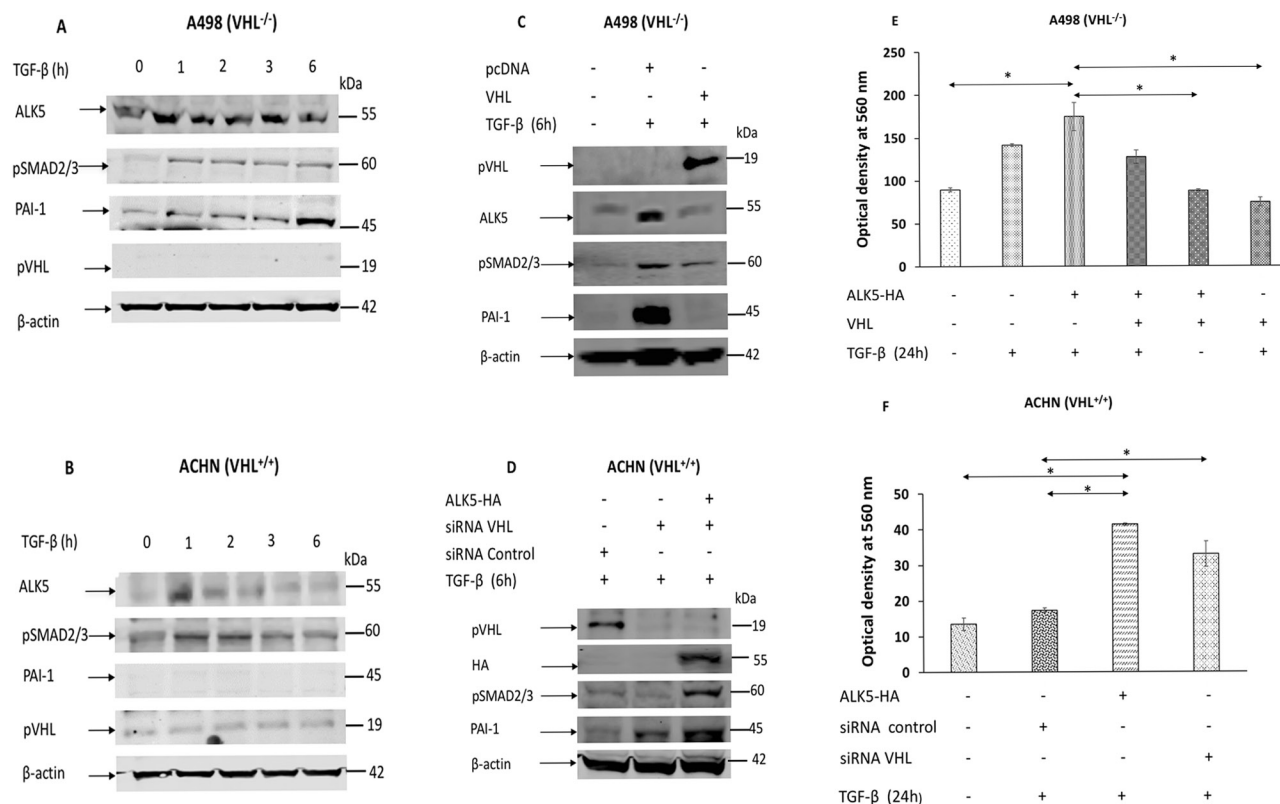 A
A498 (VHL-/-)
TGF-β (h) 0 1 2 3 6
kDa
ALK5 55
pSMAD2/3 60
PAI-1 45
pVHL 19
β-actin 42
B
ACHN (VHL+/+)
TGF-β (h) 0 1 2 3 6
kDa
ALK5 55
pSMAD2/3 60
PAI-1 45
pVHL 19
β-actin 42
C
A498 (VHL-/-)
pcDNA - + -
VHL - - +
TGF-β (6h) - + +
kDa
pVHL 19
ALK5 55
pSMAD2/3 60
PAI-1 45
β-actin 42
D
ACHN (VHL+/+)
ALK5-HA - - +
siRNA VHL - + +
siRNA Control + - -
TGF-β (6h) + + +
kDa
pVHL 19
HA 55
pSMAD2/3 60
PAI-1 45
β-actin 42
E
A498 (VHL-/-)
*
*
*
Optical density at 560 nm
250
200
150
100
50
0
ALK5-HA - - + + + -
VHL - - - + + +
TGF-β (24h) - + + + - +
F
ACHN (VHL+/+)
*
*
*
Optical density at 560 nm
50
40
30
20
10
0
ALK5-HA - - + -
siRNA control - + - -
siRNA VHL - - - +
TGF-β (24h) - + + +